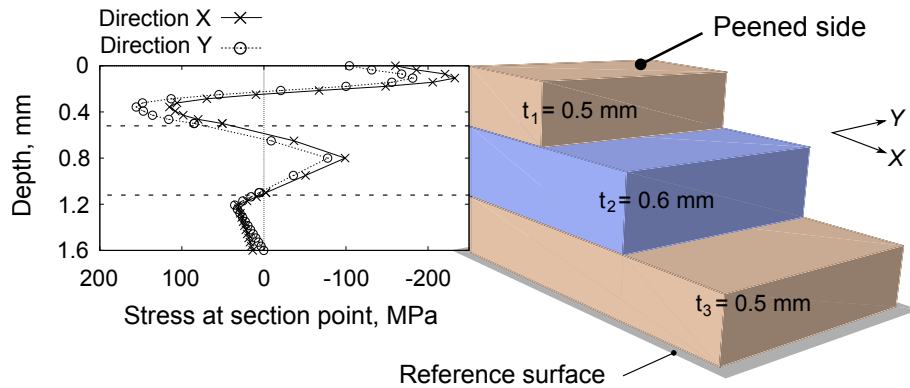 Direction X
Direction Y
Peened side
0
0.4
0.8
1.2
1.6
Depth, mm
200
100
0
-100
-200
Stress at section point, MPa
t1 = 0.5 mm
t2 = 0.6 mm
t3 = 0.5 mm
Y
X
Reference surface